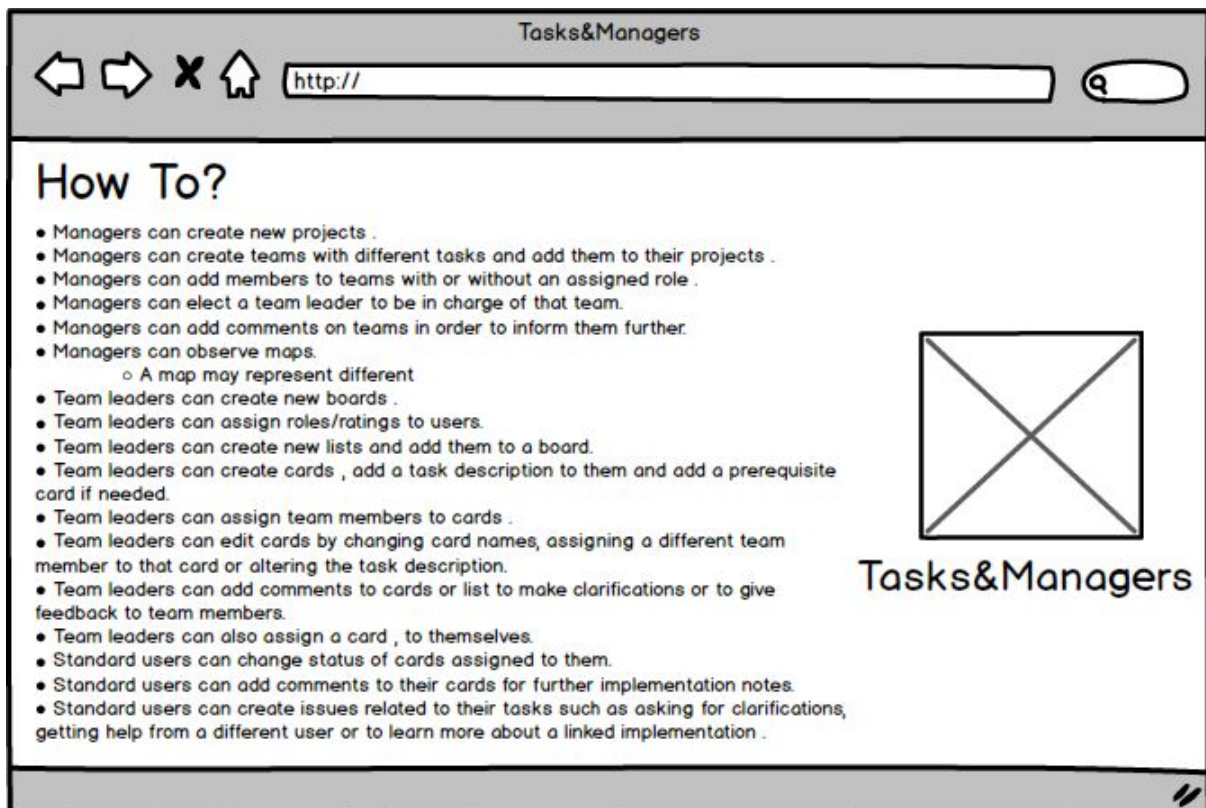 Tasks&Managers
http://
How To?
• Managers can create new projects .
• Managers can create teams with different tasks and add them to their projects .
• Managers can add members to teams with or without an assigned role .
• Managers can elect a team leader to be in charge of that team.
• Managers can add comments on teams in order to inform them further.
• Managers can observe maps.
○ A map may represent different
• Team leaders can create new boards .
• Team leaders can assign roles/ratings to users.
• Team leaders can create new lists and add them to a board.
• Team leaders can create cards , add a task description to them and add a prerequisite
card if needed.
• Team leaders can assign team members to cards .
• Team leaders can edit cards by changing card names, assigning a different team
member to that card or altering the task description.
• Team leaders can add comments to cards or list to make clarifications or to give
feedback to team members.
• Team leaders can also assign a card , to themselves.
• Standard users can change status of cards assigned to them.
• Standard users can add comments to their cards for further implementation notes.
• Standard users can create issues related to their tasks such as asking for clarifications,
getting help from a different user or to learn more about a linked implementation .
Tasks&Managers